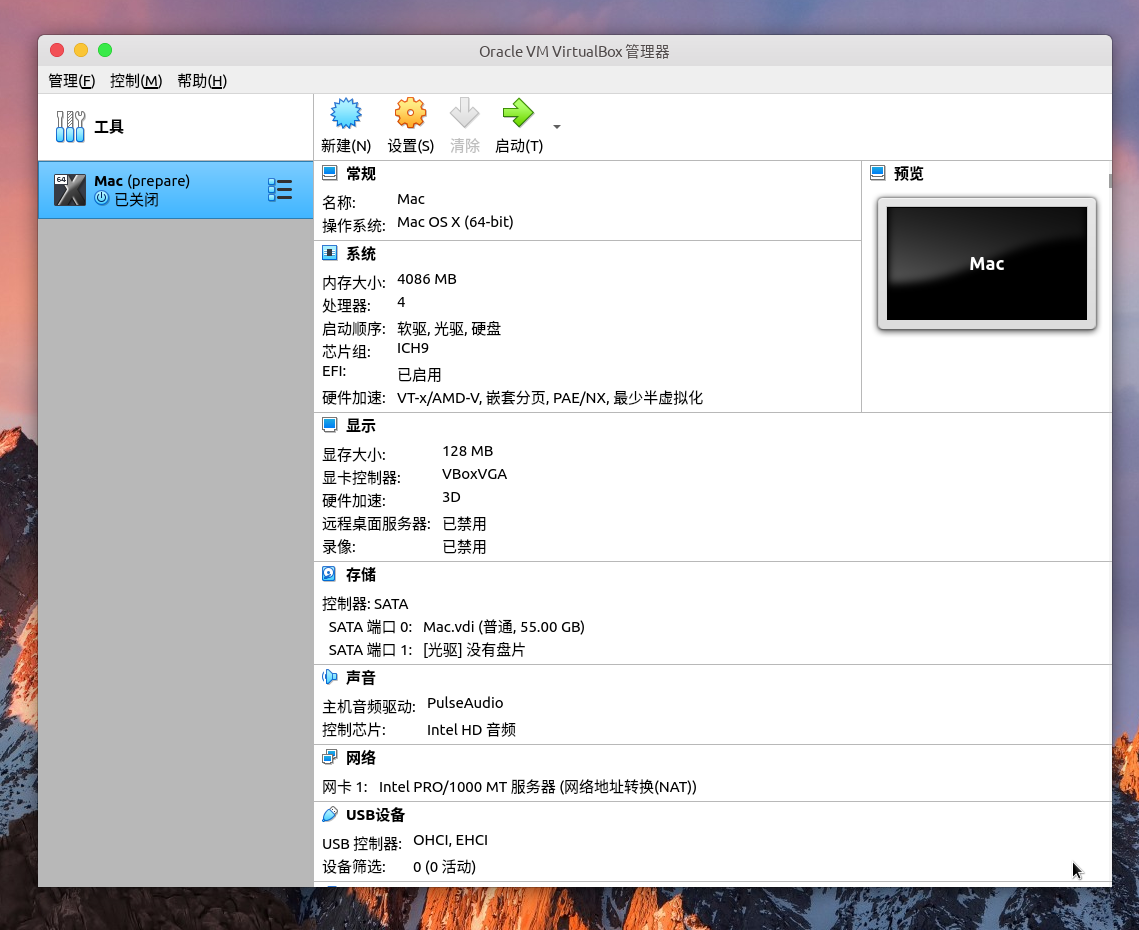 Oracle VM VirtualBox 管理器
管理(F) 控制(M) 帮助(H)
工具
新建(N) 设置(S) 清除 启动(T)
64
Mac (prepare)
已关闭
常规
名称: Mac
操作系统: Mac OS X (64-bit)
系统
内存大小: 4086 MB
处理器: 4
启动顺序: 软驱, 光驱, 硬盘
芯片组: ICH9
EFI: 已启用
硬件加速: VT-x/AMD-V, 嵌套分页, PAE/NX, 最少半虚拟化
预览
Mac
显示
显存大小: 128 MB
显卡控制器: VBoxVGA
硬件加速: 3D
远程桌面服务器: 已禁用
录像: 已禁用
存储
控制器: SATA
SATA 端口 0: Mac.vdi (普通, 55.00 GB)
SATA 端口 1: [光驱] 没有盘片
声音
主机音频驱动: PulseAudio
控制芯片: Intel HD 音频
网络
网卡 1: Intel PRO/1000 MT 服务器 (网络地址转换(NAT))
USB设备
USB 控制器: OHCI, EHCI
设备筛选: 0 (0 活动)